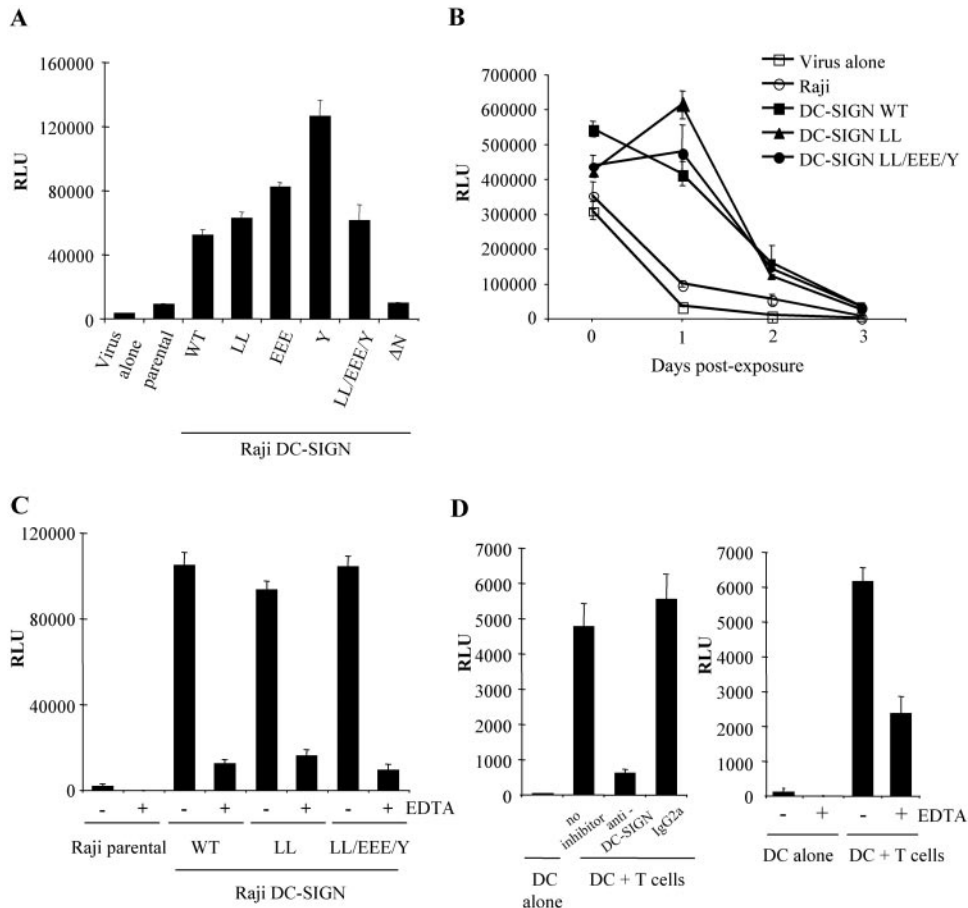 A
160000
120000
80000
40000
0
RLU
Virus alone
parental
WT
LL
EEE
Y
LL/EEE/Y
ΔN
Raji DC-SIGN
B
Virus alone
Raji
DC-SIGN WT
DC-SIGN LL
DC-SIGN LL/EEE/Y
700000
600000
500000
400000
300000
200000
100000
0
RLU
0 1 2 3
Days post-exposure
C
120000
80000
40000
0
RLU
- + - + - + - + EDTA
Raji parental WT LL LL/EEE/Y
Raji DC-SIGN
D
7000
6000
5000
4000
3000
2000
1000
0
RLU
no inhibitor
anti - DC-SIGN
IgG2a
DC alone
DC + T cells
7000
6000
5000
4000
3000
2000
1000
0
RLU
- + - + EDTA
DC alone DC + T cells